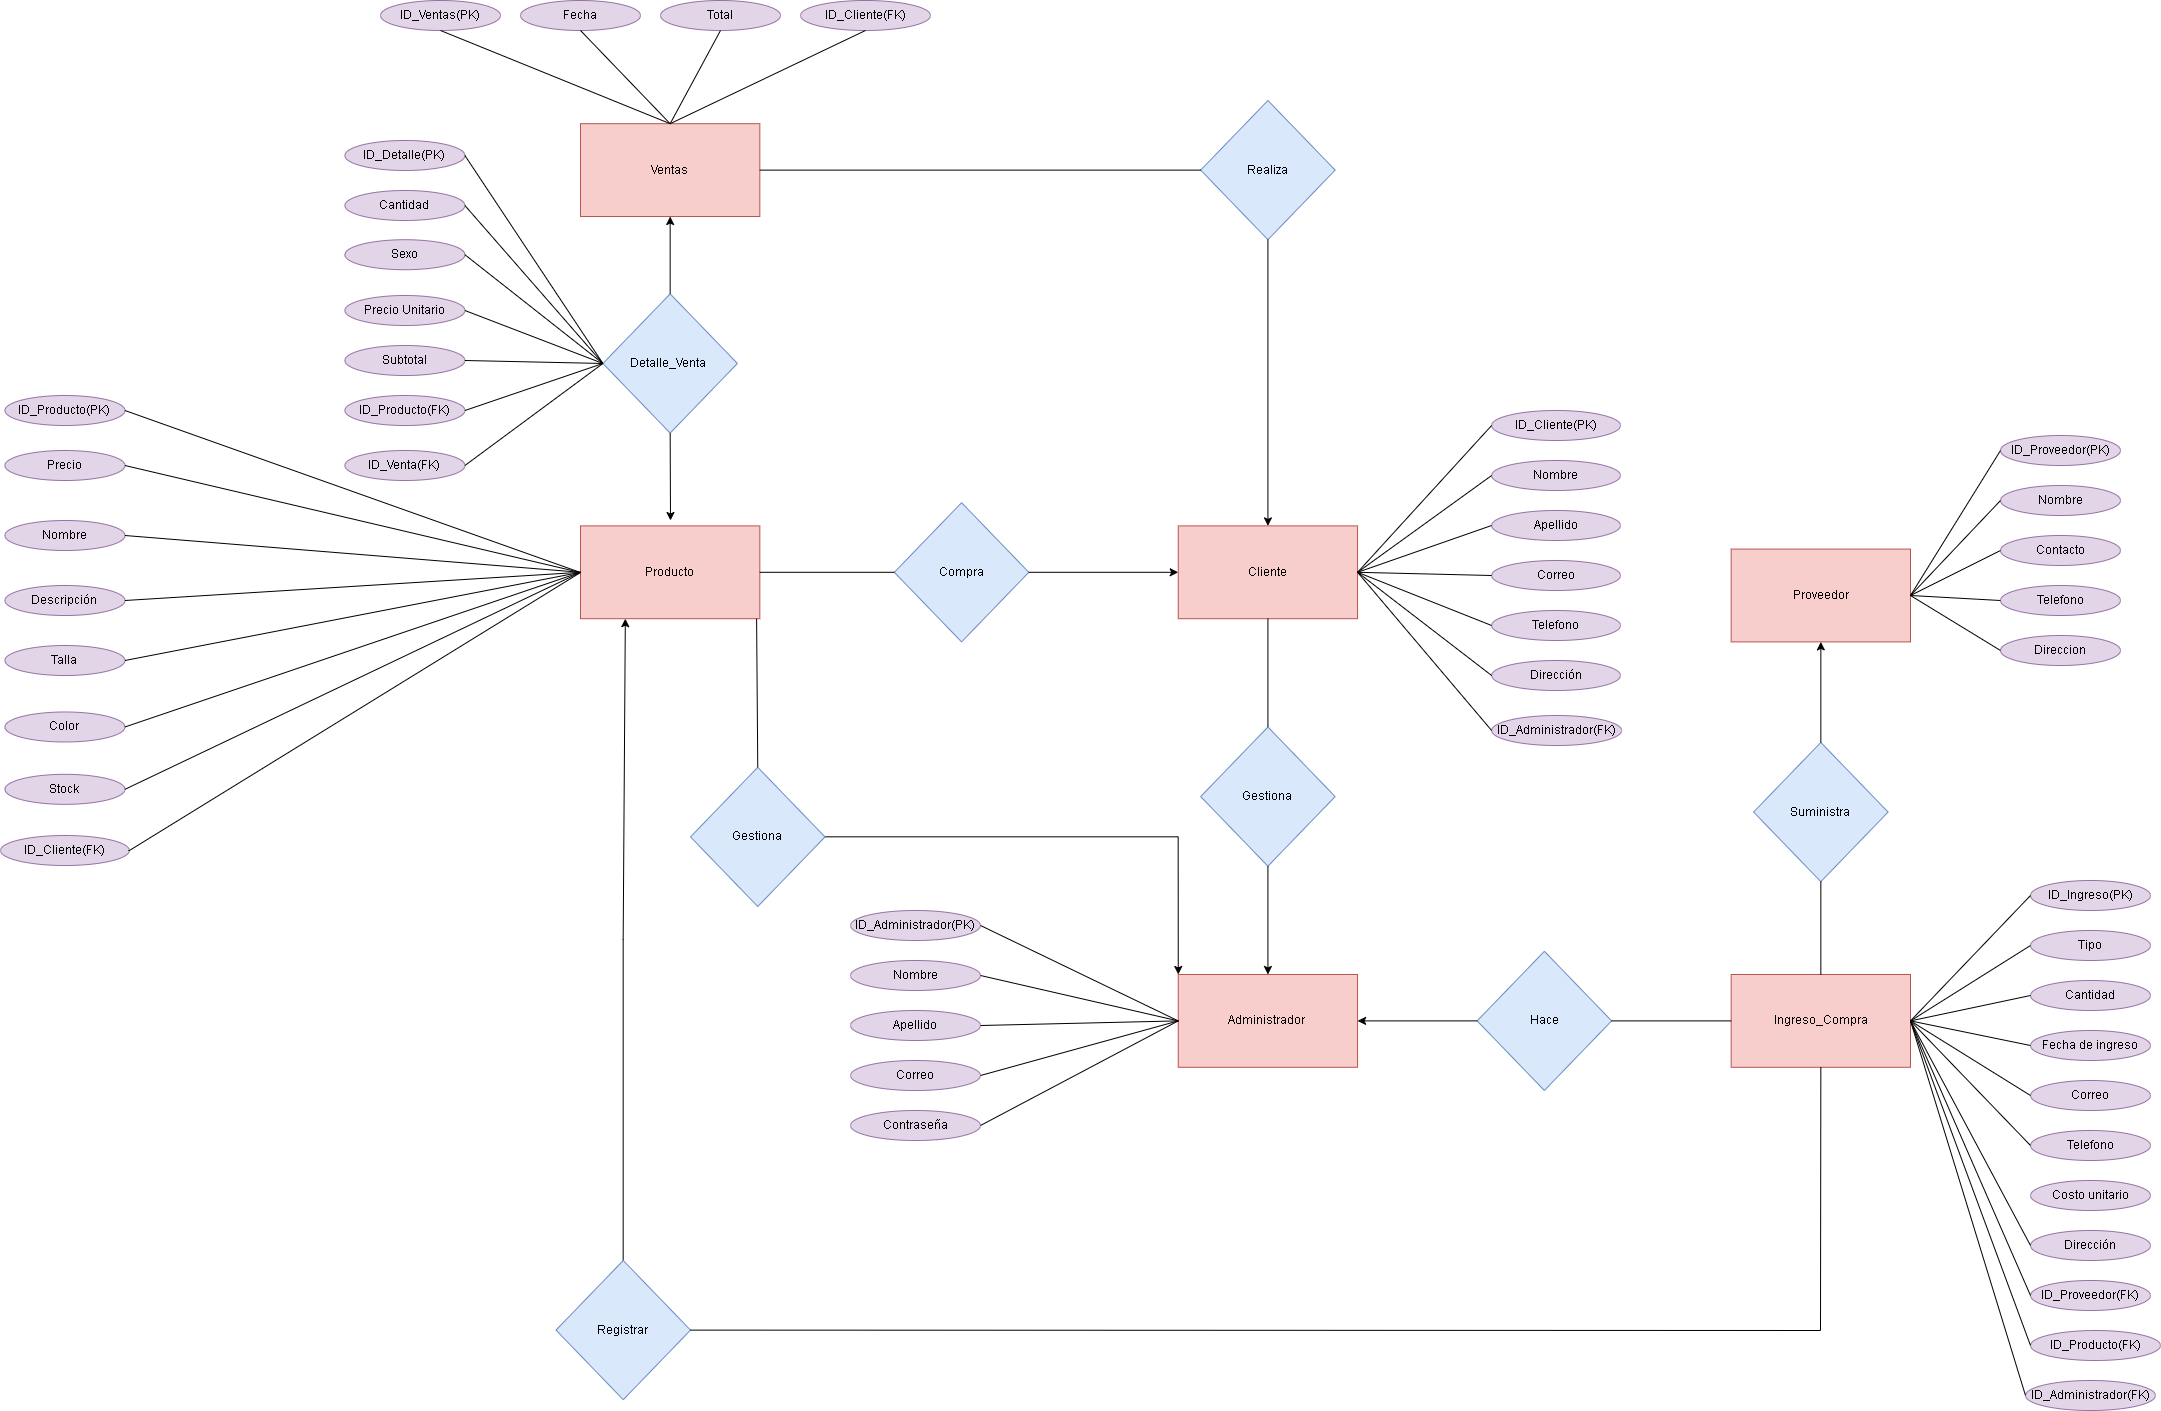 ID_Ventas(PK)
Fecha
Total
ID_Cliente(FK)
Ventas
Realiza
ID_Detalle(PK)
Cantidad
Sexo
Precio Unitario
Subtotal
ID_Producto(FK)
ID_Venta(FK)
Detalle_Venta
ID_Producto(PK)
Precio
Nombre
Descripción
Talla
Color
Stock
ID_Cliente(FK)
Producto
Compra
Cliente
ID_Cliente(PK)
Nombre
Apellido
Correo
Telefono
Dirección
ID_Administrador(FK)
Proveedor
ID_Proveedor(PK)
Nombre
Contacto
Telefono
Direccion
Gestiona
Gestiona
Suministra
ID_Administrador(PK)
Nombre
Apellido
Correo
Contraseña
Administrador
Hace
Ingreso_Compra
ID_Ingreso(PK)
Tipo
Cantidad
Fecha de ingreso
Correo
Telefono
Costo unitario
Dirección
ID_Proveedor(FK)
ID_Producto(FK)
ID_Administrador(FK)
Registrar